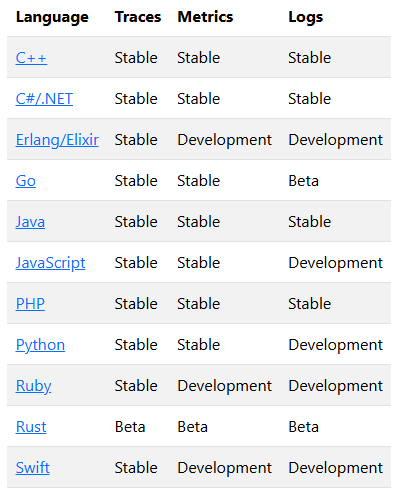 Language Traces Metrics Logs
C++ Stable Stable Stable
C#/.NET Stable Stable Stable
Erlang/Elixir Stable Development Development
Go Stable Stable Beta
Java Stable Stable Stable
JavaScript Stable Stable Development
PHP Stable Stable Stable
Python Stable Stable Development
Ruby Stable Development Development
Rust Beta Beta Beta
Swift Stable Development Development